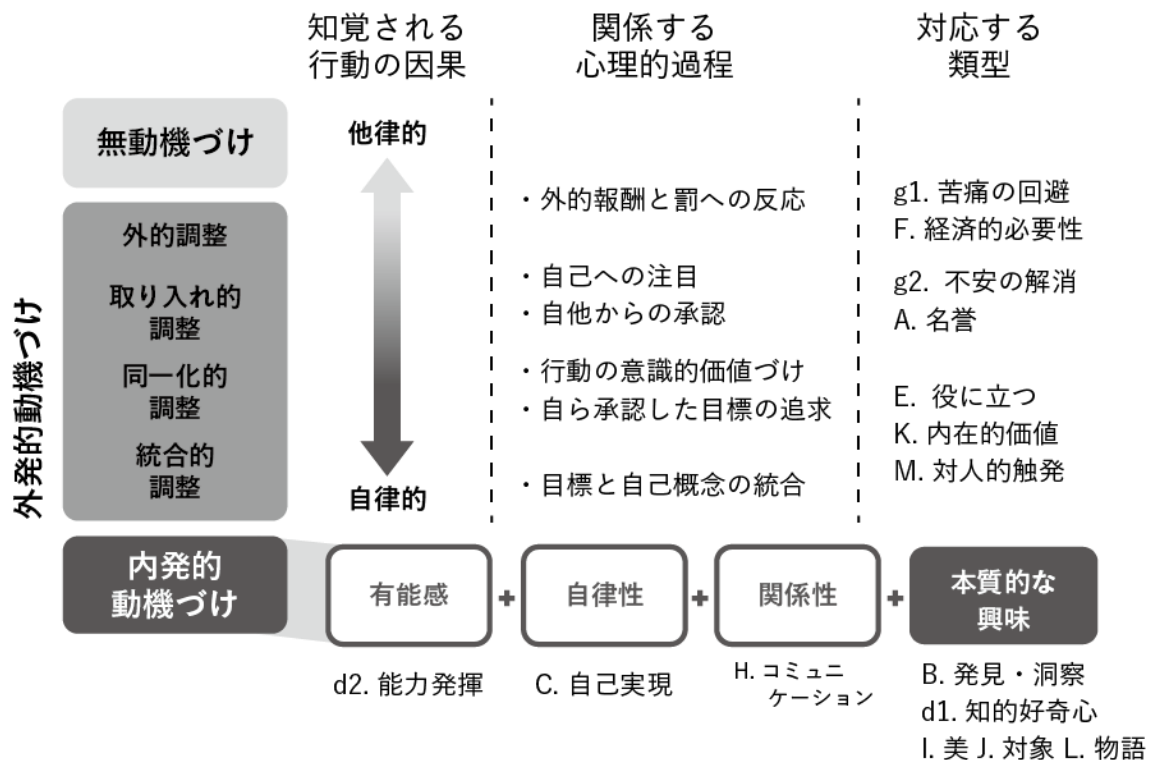 知覚される
行動の因果
関係する
心理的過程
対応する
類型
無動機づけ
他律的
外発的動機づけ
外的調整
・外的報酬と罰への反応
g1. 苦痛の回避
F. 経済的必要性
取り入れ的
調整
・自己への注目
・自他からの承認
g2. 不安の解消
A. 名誉
同一化的
調整
・行動の意識的価値づけ
・自ら承認した目標の追求
E. 役に立つ
K. 内在的価値
M. 対人的触発
統合的
調整
・目標と自己概念の統合
自律的
内発的
動機づけ
有能感
+
自律性
+
関係性
+
本質的な
興味
d2. 能力発揮
C. 自己実現
H. コミュニ
ケーション
B. 発見・洞察
d1. 知的好奇心
I. 美 J. 対象 L. 物語